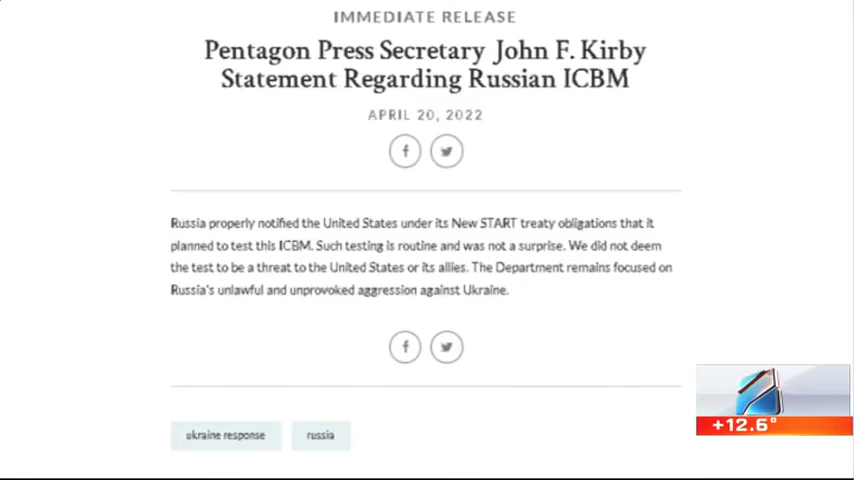 IMMEDIATE RELEASE
Pentagon Press Secretary John F. Kirby
Statement Regarding Russian ICBM
APRIL 20, 2022
Russia properly notified the United States under its New START treaty obligations that it
planned to test this ICBM. Such testing is routine and was not a surprise. We did not deem
the test to be a threat to the United States or its allies. The Department remains focused on
Russia's unlawful and unprovoked aggression against Ukraine.
ukraine response
russia
+12.6°